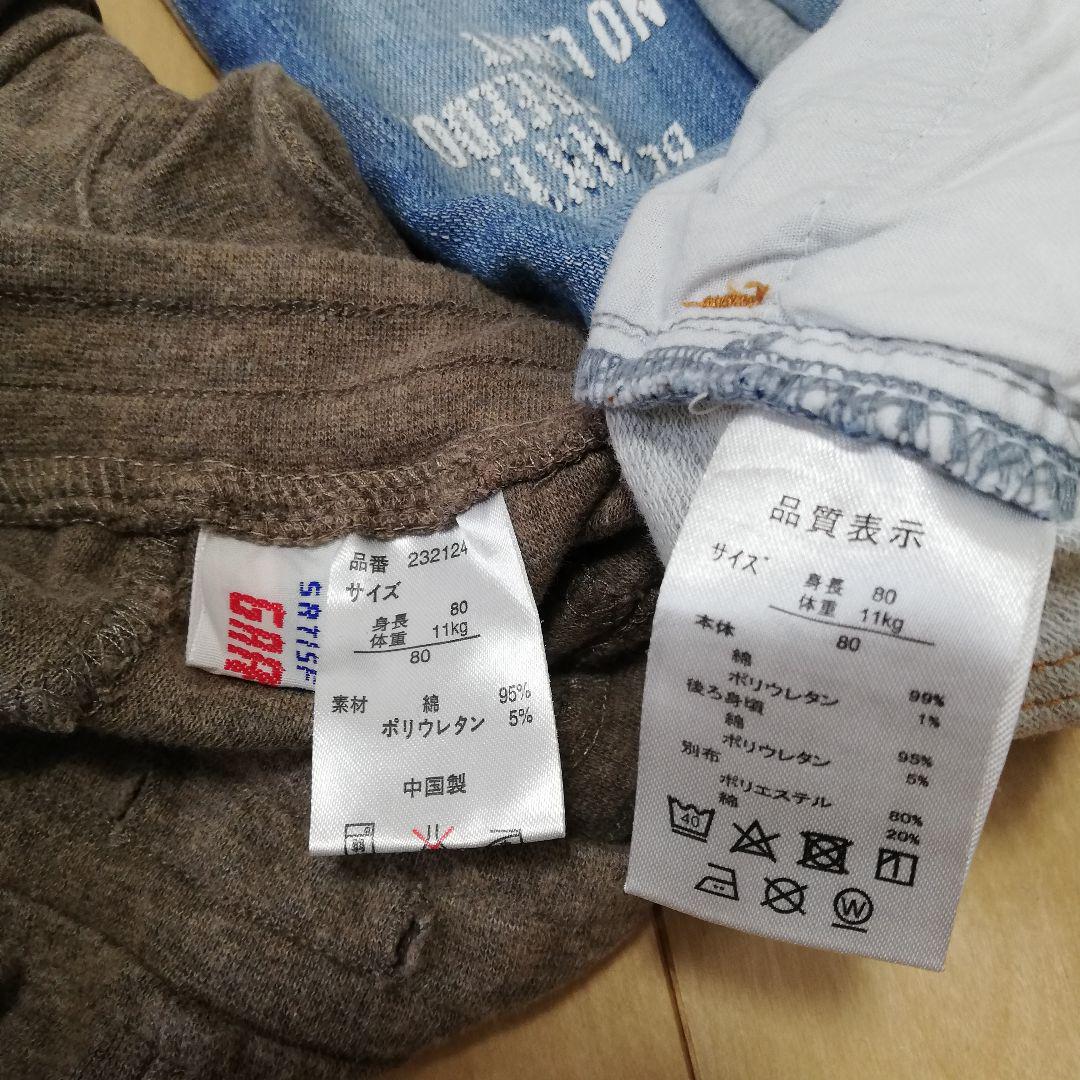 品番 232124
サイズ
身長 80
体重 11kg
80
素材 綿 95%
ポリウレタン 5%
中国製
SATISF
品質表示
サイズ
身長 80
体重 11kg
80
本体
綿 99%
ポリウレタン 1%
後ろ身頃
綿 95%
ポリウレタン 5%
別布
ポリエステル 80%
綿 20%
40
W